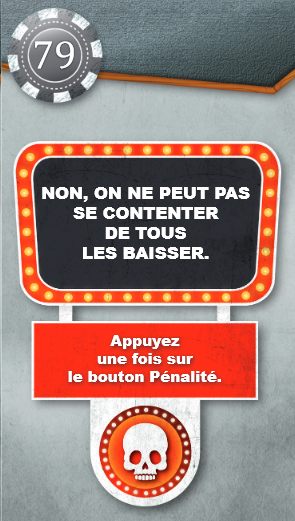 79
NON, ON NE PEUT PAS
SE CONTENTER
DE TOUS
LES BAISSER.
Appuyez
une fois sur
le bouton Pénalité.